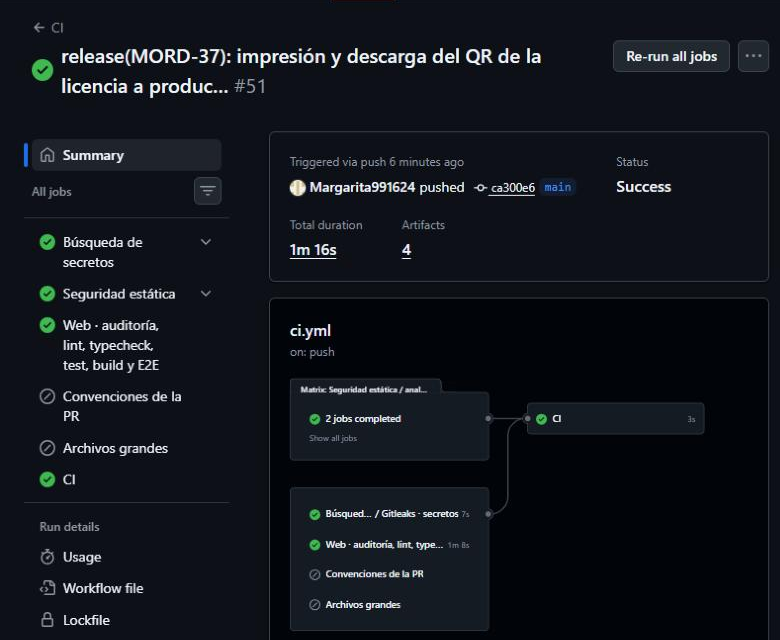 CI
release(MORD-37): impresión y descarga del QR de la
licencia a produc... #51
Re-run all jobs
Summary
All jobs
Búsqueda de
secretos
Seguridad estática
Web · auditoría,
lint, typecheck,
test, build y E2E
Convenciones de la
PR
Archivos grandes
CI
Run details
Usage
Workflow file
Lockfile
Triggered via push 6 minutes ago
Margarita991624 pushed ca300e6 main
Status
Success
Total duration
1m 16s
Artifacts
4
ci.yml
on: push
Matrix: Seguridad estática / anal...
2 jobs completed
Show all jobs
CI 3s
Búsqued... / Gitleaks · secretos 7s
Web · auditoría, lint, type... 1m 8s
Convenciones de la PR
Archivos grandes